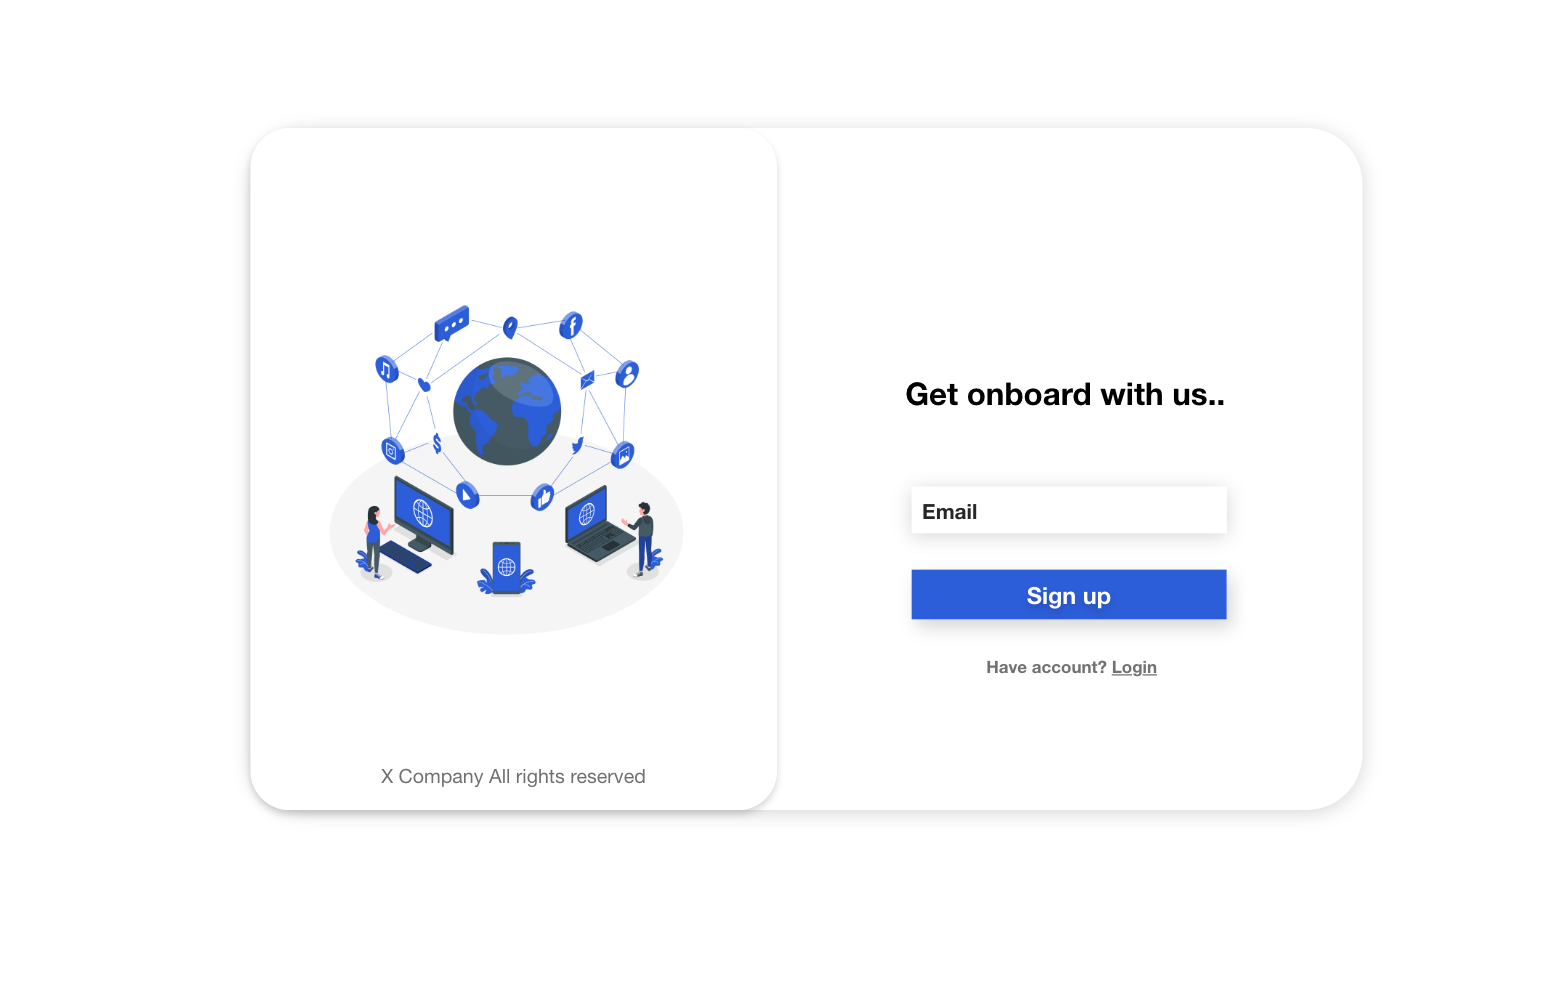 Get onboard with us..
Email
Sign up
Have account? Login
X Company All rights reserved